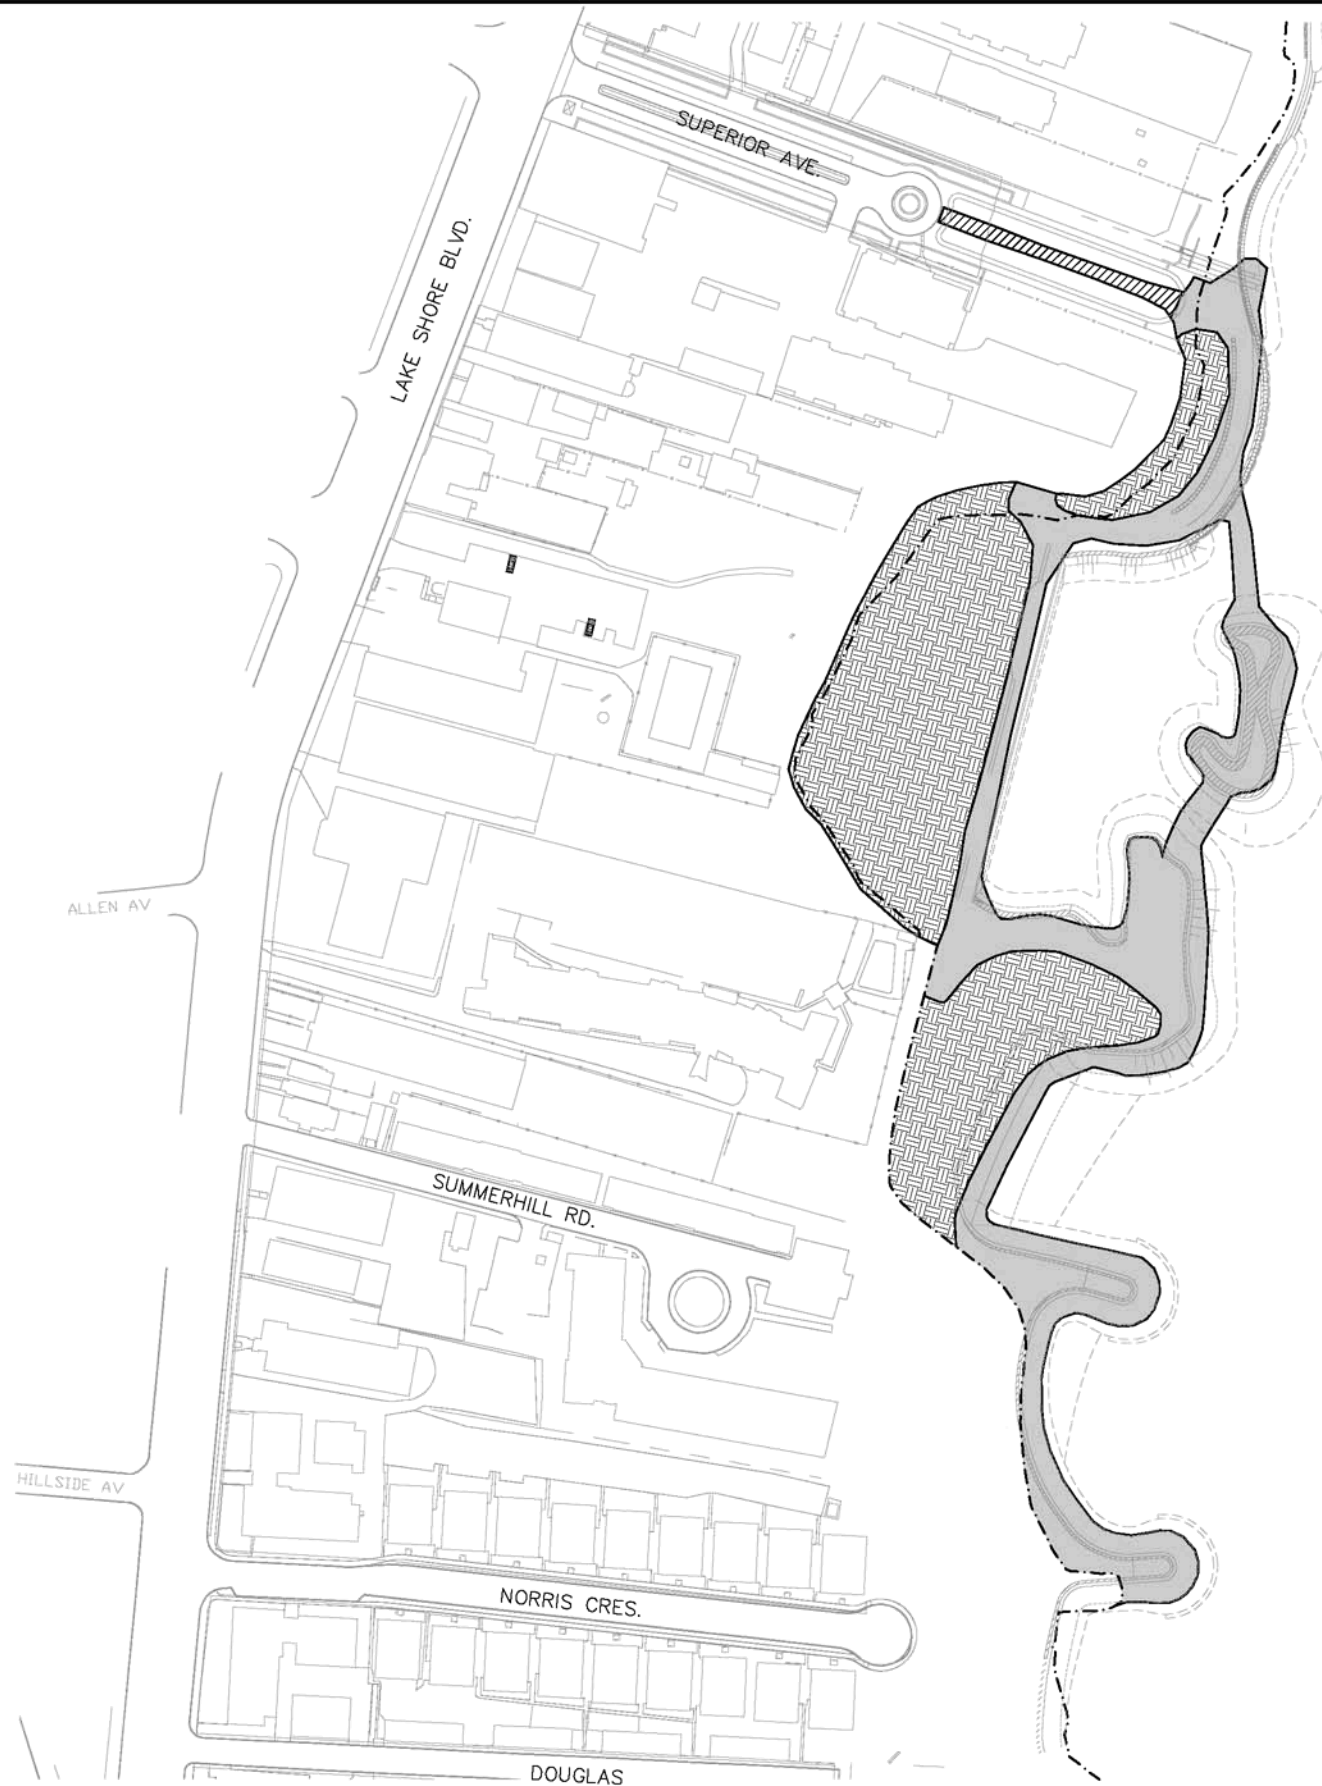 SUPERIOR AVE.
LAKE SHORE BLVD.
ALLEN AV
SUMMERHILL RD.
HILLSIDE AV
NORRIS CRES.
DOUGLAS